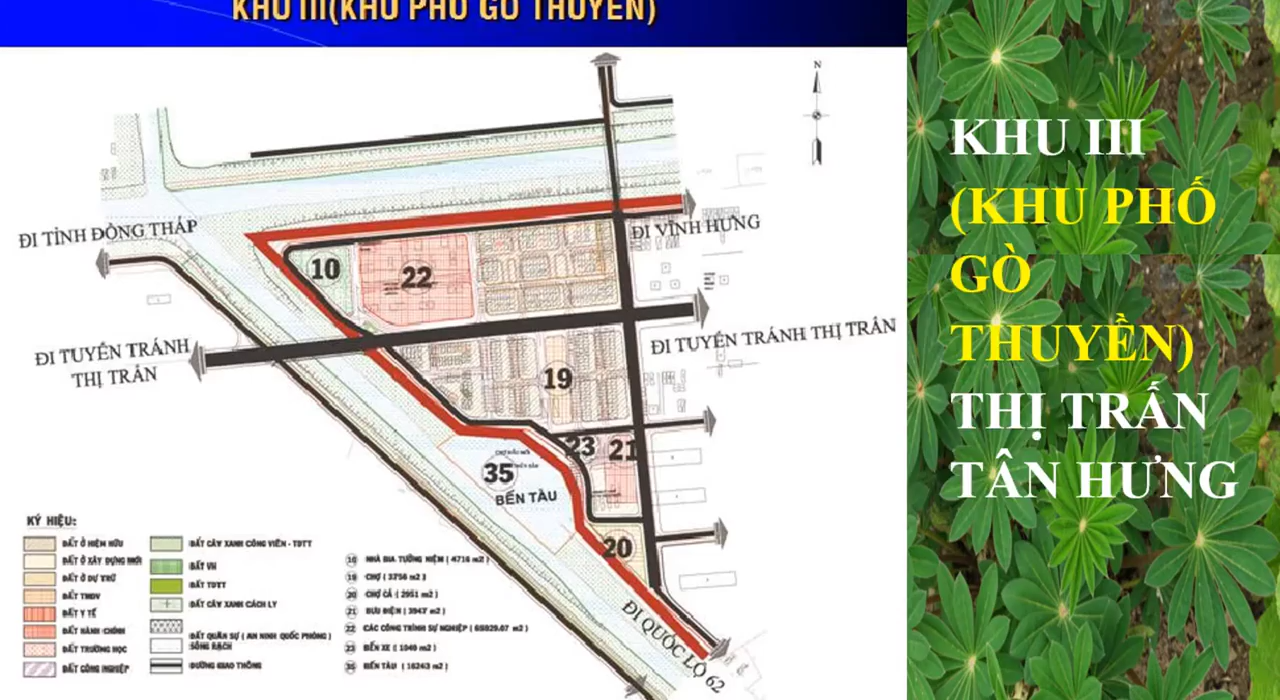 KHU III(KHU PHỐ GÒ THUYỀN)
N
ĐI TỈNH ĐỒNG THÁP
ĐI VĨNH HƯNG
10
22
ĐI TUYẾN TRÁNH
THỊ TRẤN
ĐI TUYẾN TRÁNH THỊ TRẤN
19
23
21
35
BẾN TÀU
20
ĐI QUỐC LỘ 62
KÝ HIỆU:
ĐẤT Ở HIỆN HỮU
ĐẤT Ở XÂY DỰNG MỚI
ĐẤT Ở DỰ TRỮ
ĐẤT TMDV
ĐẤT Y TẾ
ĐẤT HÀNH CHÍNH
ĐẤT TRƯỜNG HỌC
ĐẤT CÔNG NGHIỆP
ĐẤT CÂY XANH CÔNG VIÊN - TDTT
ĐẤT VH
ĐẤT TDTT
ĐẤT CÂY XANH CÁCH LY
ĐẤT QUÂN SỰ ( AN NINH QUỐC PHÒNG )
SÔNG RẠCH
ĐƯỜNG GIAO THÔNG
NHÀ BIA TƯỞNG NIỆM ( 4716 m2 )
19 CHỢ ( 3756 m2 )
20 CHỢ CÁ ( 2951 m2 )
21 BƯU ĐIỆN ( 3943 m2 )
22 CÁC CÔNG TRÌNH SỰ NGHIỆP ( 65929.07 m2 )
23 BẾN XE ( 1049 m2 )
35 BẾN TÀU ( 16243 m2 )
KHU III
(KHU PHỐ
GÒ
THUYỀN)
THỊ TRẤN
TÂN HƯNG